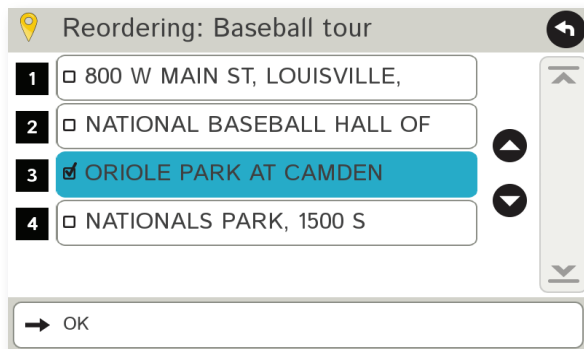 Reordering: Baseball tour
1 800 W MAIN ST, LOUISVILLE,
2 NATIONAL BASEBALL HALL OF
3 ORIOLE PARK AT CAMDEN
4 NATIONALS PARK, 1500 S
OK